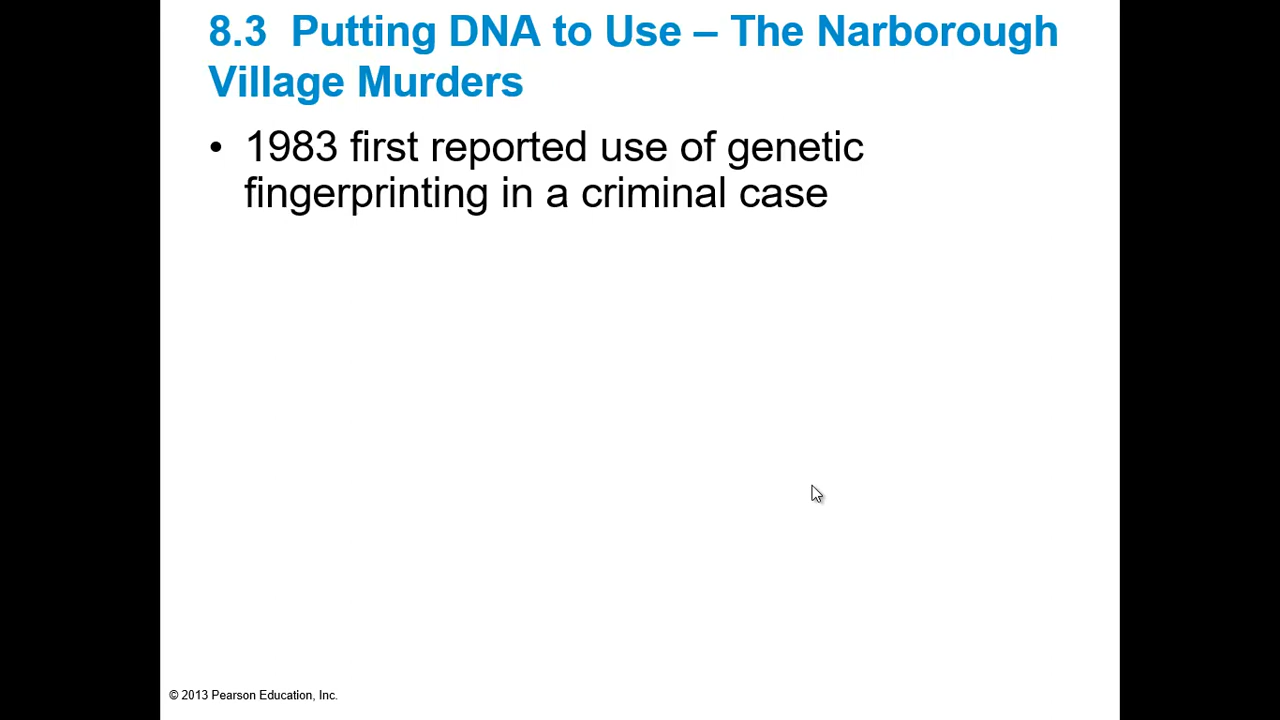 8.3 Putting DNA to Use – The Narborough
Village Murders
• 1983 first reported use of genetic
fingerprinting in a criminal case
© 2013 Pearson Education, Inc.